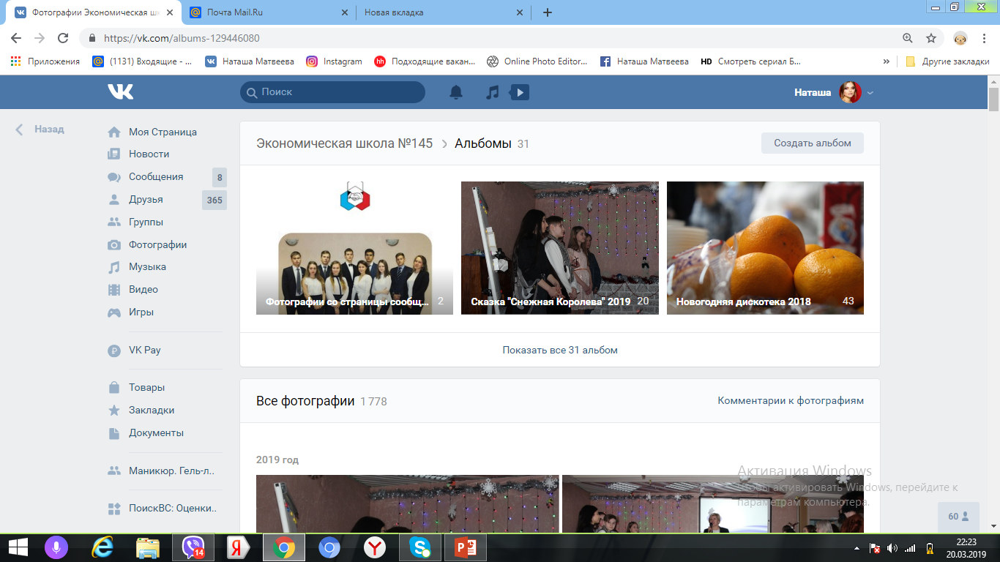 Фотографии Экономическая шк
Почта Mail.Ru
Новая вкладка
https://vk.com/albums-129446080
Приложения
(1131) Входящие - ...
Наташа Матвеева
Instagram
hh
Подходящие вакан...
Online Photo Editor...
Наташа Матвеева
HD
Смотреть сериал Б...
»
Другие закладки
Поиск
Наташа
Назад
Моя Страница
Новости
Сообщения 8
Друзья 365
Группы
Фотографии
Музыка
Видео
Игры
VK Pay
Товары
Закладки
Документы
Маникюр. Гель-л..
ПоискВС: Оценки..
Экономическая школа №145 > Альбомы 31
Создать альбом
Фотографии со страницы сообщ... 2
Сказка "Снежная Королева" 2019 20
Новогодняя дискотека 2018 43
Показать все 31 альбом
Все фотографии 1 778
Комментарии к фотографиям
2019 год
Активация Windows
Чтобы активировать Windows, перейдите к
параметрам компьютера.
60
14
22:23
20.03.2019